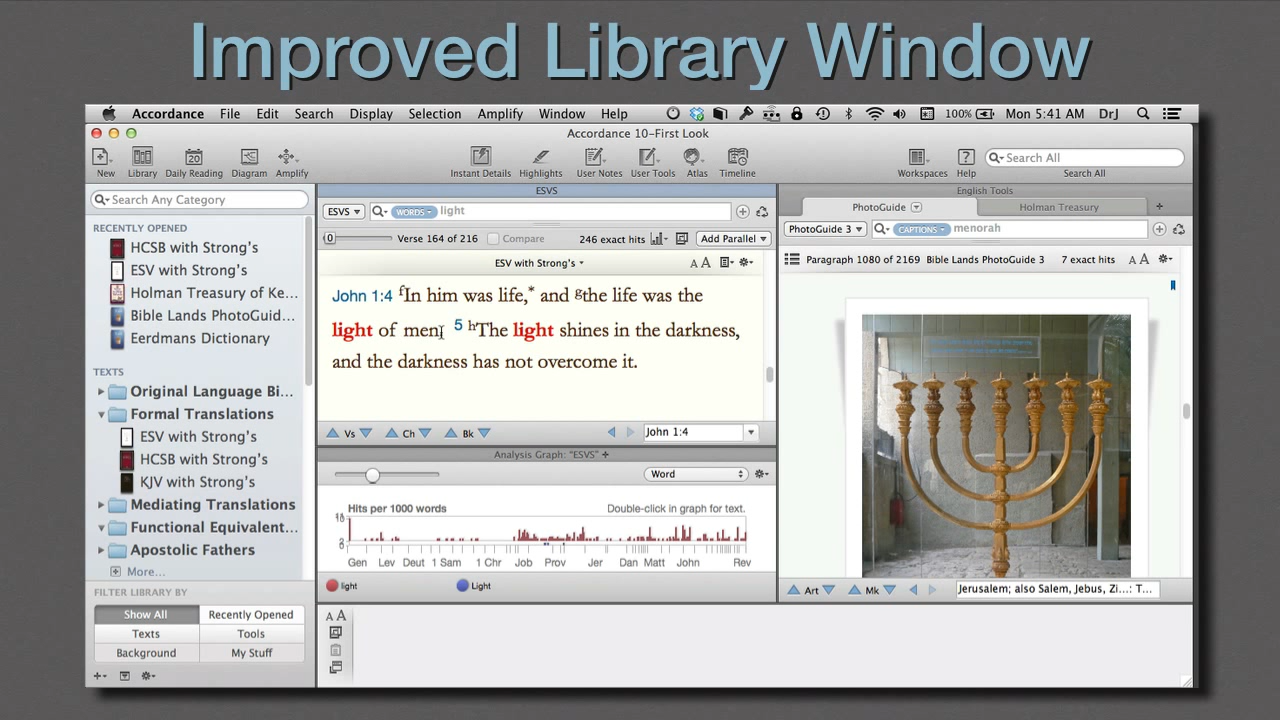 Improved Library Window
Accordance File Edit Search Display Selection Amplify Window Help 100% Mon 5:41 AM DrJ
Accordance 10–First Look
New Library Daily Reading Diagram Amplify Instant Details Highlights User Notes User Tools Atlas Timeline Workspaces Help Search All
Search All
Search Any Category
RECENTLY OPENED
HCSB with Strong's
ESV with Strong's
Holman Treasury of Ke...
Bible Lands PhotoGuid...
Eerdmans Dictionary
TEXTS
Original Language Bi...
Formal Translations
ESV with Strong's
HCSB with Strong's
KJV with Strong's
Mediating Translations
Functional Equivalent...
Apostolic Fathers
More...
FILTER LIBRARY BY
Show All Recently Opened
Texts Tools
Background My Stuff
ESVS
ESVS WORDS light
0 Verse 164 of 216 Compare 246 exact hits Add Parallel
ESV with Strong's A A
John 1:4 fIn him was life,* and gthe life was the
light of men. 5 hThe light shines in the darkness,
and the darkness has not overcome it.
Vs Ch Bk John 1:4
Analysis Graph: "ESVS" +
Word
Hits per 1000 words Double-click in graph for text.
Gen Lev Deut 1 Sam 1 Chr Job Prov Jer Dan Matt John Rev
light Light
A A
English Tools
PhotoGuide Holman Treasury +
PhotoGuide 3 CAPTIONS menorah
Paragraph 1080 of 2169 Bible Lands PhotoGuide 3 7 exact hits A A
Art Mk Jerusalem; also Salem, Jebus, Zi...: T...